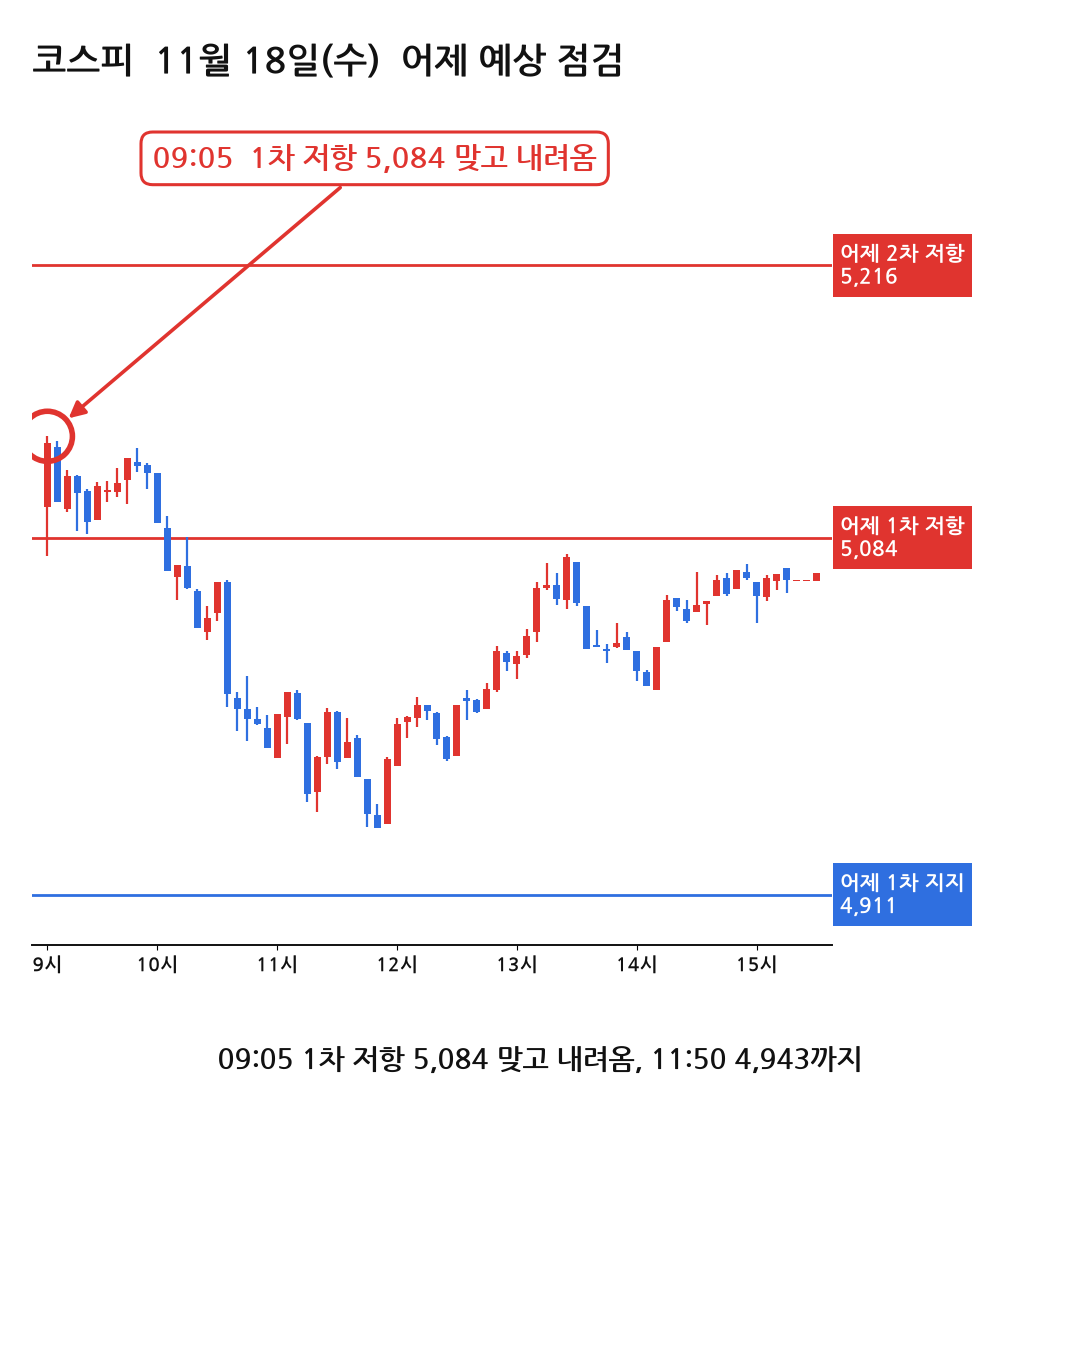 코스피  11월 18일(수)  어제 예상 점검
09:05  1차 저항 5,084 맞고 내려옴
어제 2차 저항
5,216
어제 1차 저항
5,084
어제 1차 지지
4,911
9시 10시 11시 12시 13시 14시 15시
09:05 1차 저항 5,084 맞고 내려옴, 11:50 4,943까지